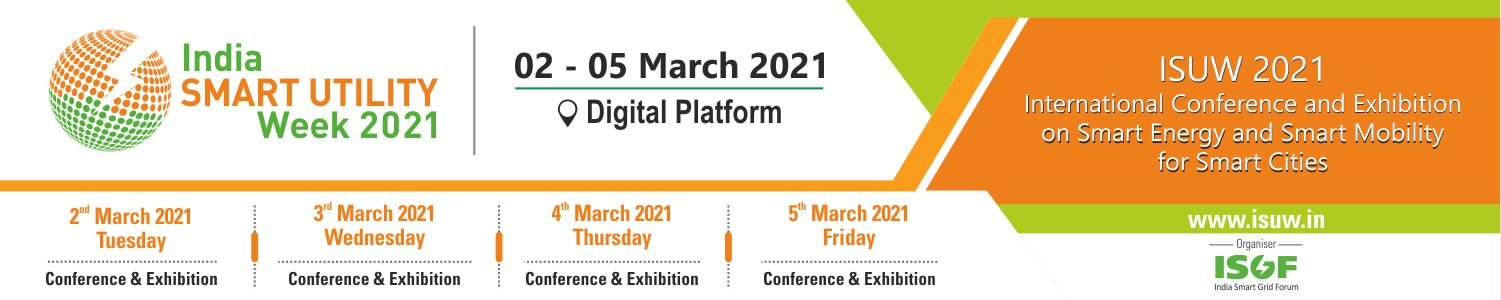 India
SMART UTILITY
Week 2021
02 - 05 March 2021
Digital Platform
ISUW 2021
International Conference and Exhibition
on Smart Energy and Smart Mobility
for Smart Cities
2nd March 2021
Tuesday
Conference & Exhibition
3rd March 2021
Wednesday
Conference & Exhibition
4th March 2021
Thursday
Conference & Exhibition
5th March 2021
Friday
Conference & Exhibition
www.isuw.in
Organiser
ISGF
India Smart Grid Forum